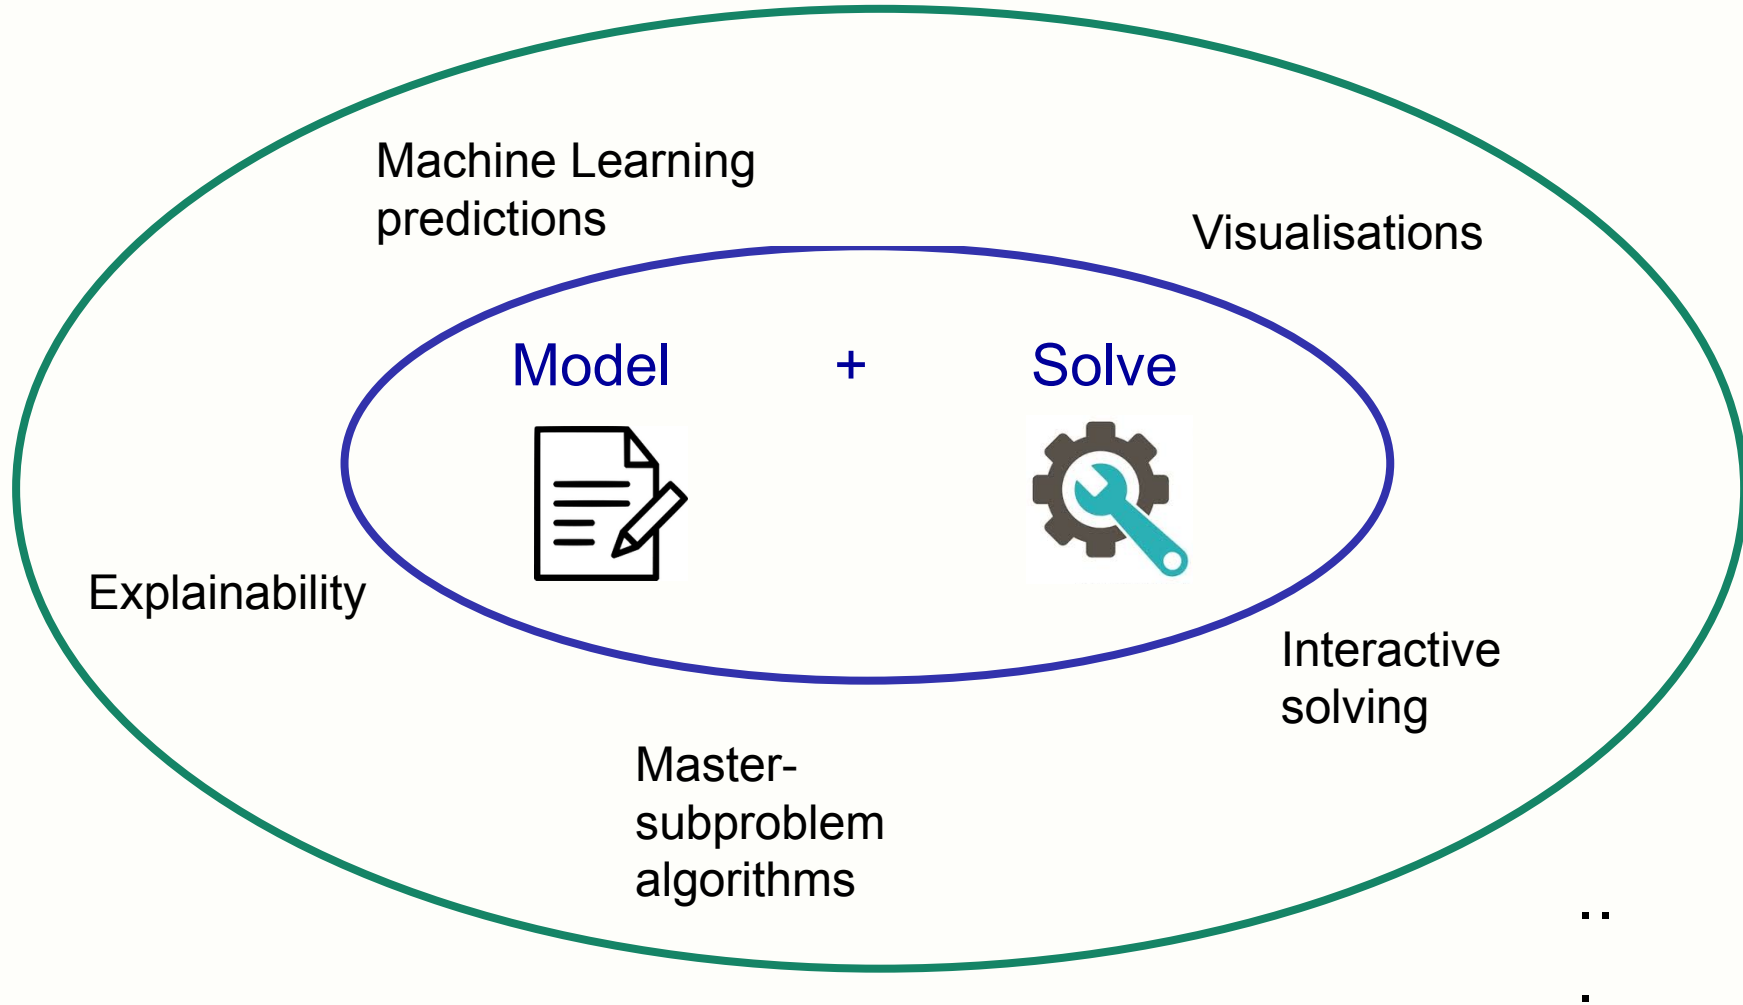 Machine Learning
predictions
Visualisations
Model + Solve
Explainability
Interactive
solving
Master-
subproblem
algorithms
..
.